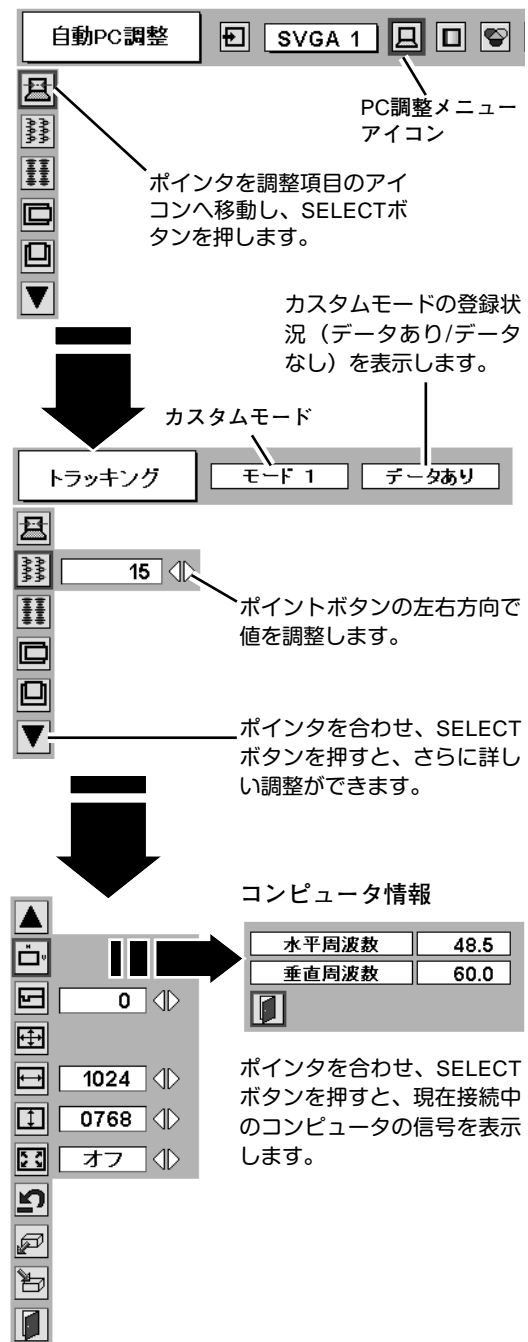 自動PC調整
SVGA 1
PC調整メニュー
アイコン
ポインタを調整項目のアイ
コンへ移動し、SELECTボ
タンを押します。
カスタムモードの登録状
況（データあり/データ
なし）を表示します。
カスタムモード
トラッキング
モード 1
データあり
15
ポイントボタンの左右方向で
値を調整します。
ポインタを合わせ、SELECT
ボタンを押すと、さらに詳し
い調整ができます。
コンピュータ情報
H
V
水平周波数 48.5
垂直周波数 60.0
0
1024
0768
オフ
ポインタを合わせ、SELECT
ボタンを押すと、現在接続中
のコンピュータの信号を表示
します。